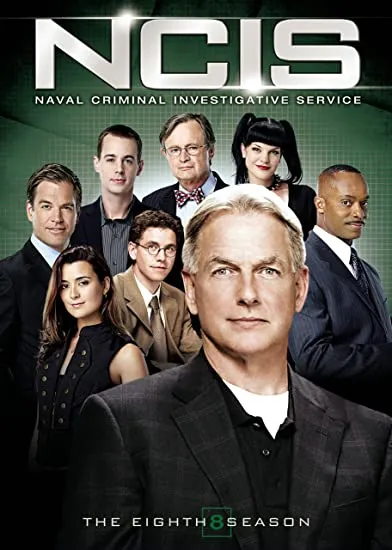 NCIS
NAVAL CRIMINAL INVESTIGATIVE SERVICE
THE EIGHTH 8 SEASON